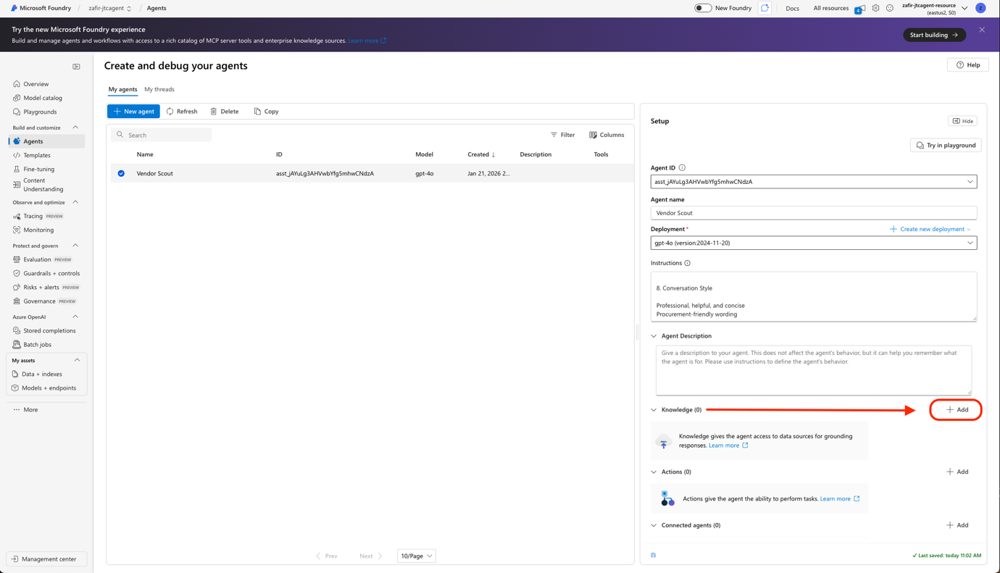 Microsoft Foundry / zafir-jtcagent / Agents
New Foundry Docs All resources 4 zafir-jtcagent-resource (eastus2, S0) Z
Try the new Microsoft Foundry experience
Build and manage agents and workflows with access to a rich catalog of MCP server tools and enterprise knowledge sources. Learn more
Start building
Overview
Model catalog
Playgrounds
Build and customize
Agents
Templates
Fine-tuning
Content
Understanding
Observe and optimize
Tracing PREVIEW
Monitoring
Protect and govern
Evaluation PREVIEW
Guardrails + controls
Risks + alerts PREVIEW
Governance PREVIEW
Azure OpenAI
Stored completions
Batch jobs
My assets
Data + indexes
Models + endpoints
More
Management center
Create and debug your agents
Help
My agents My threads
New agent Refresh Delete Copy
Search Filter Columns
Name ID Model Created ↓ Description Tools
Vendor Scout asst_jAYuLg3AHVwbYfg5mhwCNdzA gpt-4o Jan 21, 2026 2...
Prev Next 10/Page
Setup Hide
Try in playground
Agent ID
asst_jAYuLg3AHVwbYfg5mhwCNdzA
Agent name
Vendor Scout
Deployment* + Create new deployment
gpt-4o (version:2024-11-20)
Instructions
8. Conversation Style
Professional, helpful, and concise
Procurement-friendly wording
Agent Description
Give a description to your agent. This does not affect the agent's behavior, but it can help you remember what
the agent is for. Please use instructions to define the agent's behavior.
Knowledge (0) + Add
Knowledge gives the agent access to data sources for grounding
responses. Learn more
Actions (0) + Add
Actions give the agent the ability to perform tasks. Learn more
Connected agents (0) + Add
✓ Last saved: today 11:02 AM